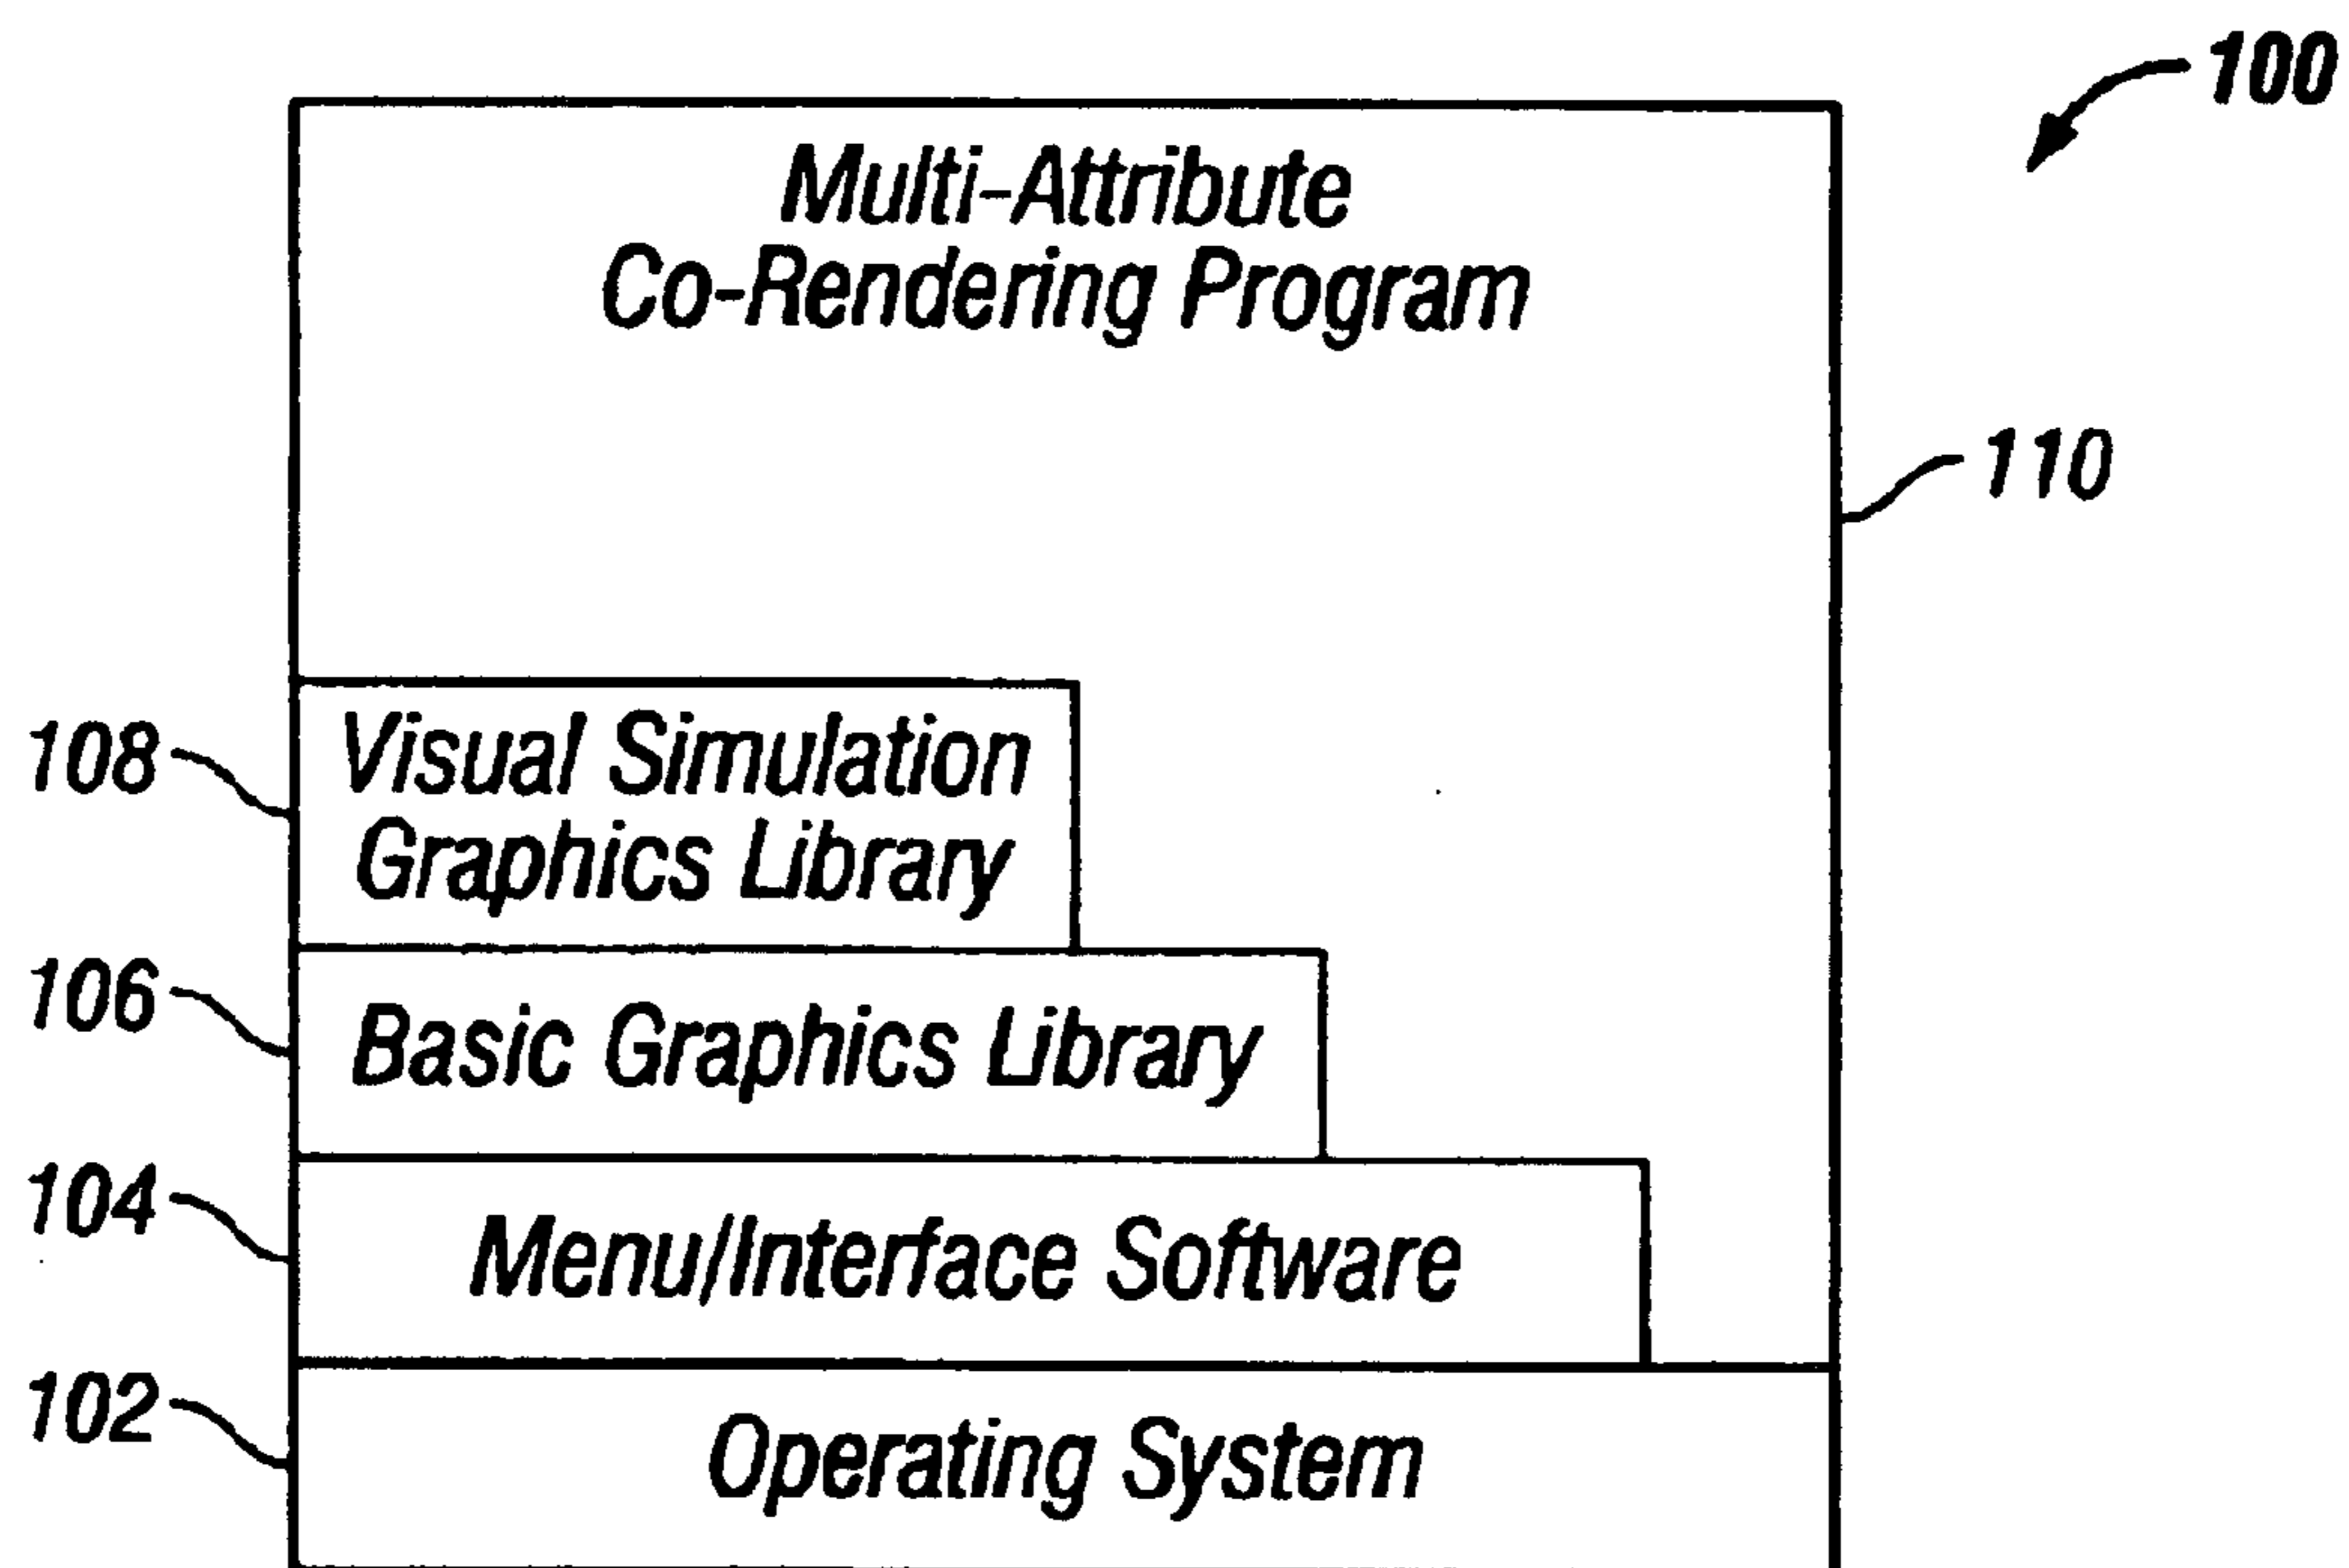 100
Multi-Attribute
Co-Rendering Program
110
108
Visual Simulation
Graphics Library
106
Basic Graphics Library
104
Menu/Interface Software
102
Operating System